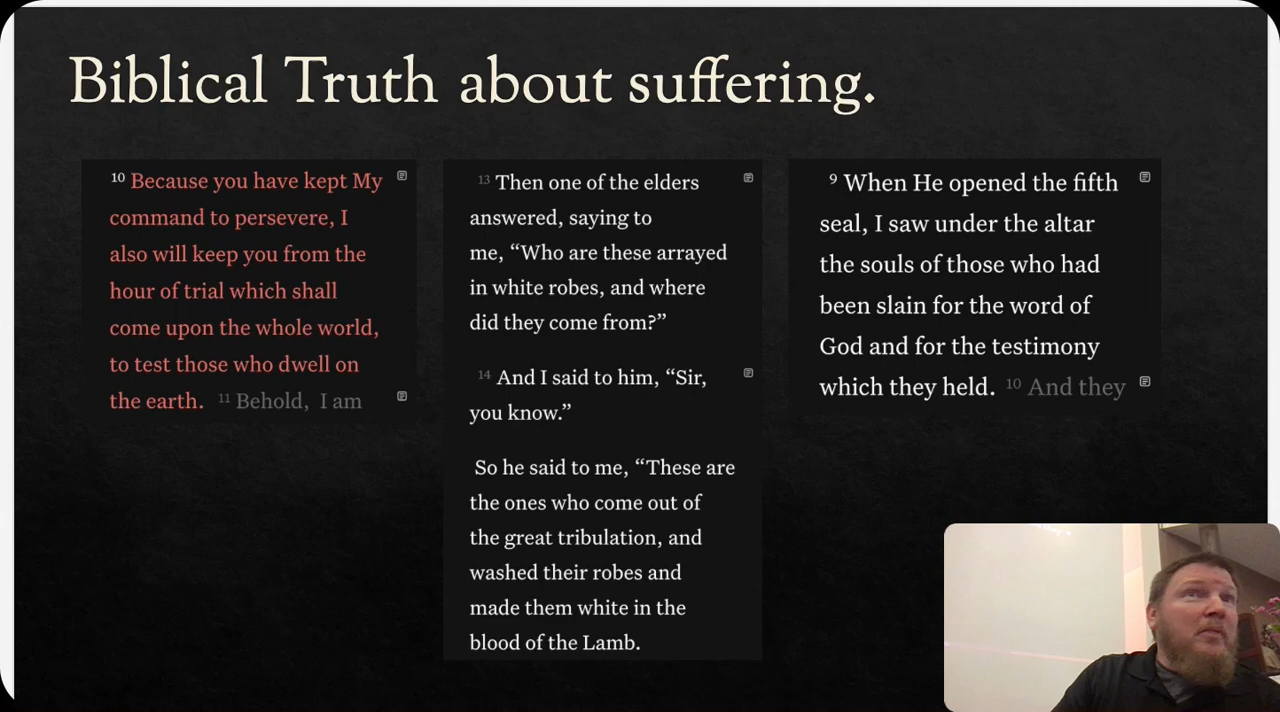 Biblical Truth about suffering.
10 Because you have kept My
command to persevere, I
also will keep you from the
hour of trial which shall
come upon the whole world,
to test those who dwell on
the earth. 11 Behold, I am
13 Then one of the elders
answered, saying to
me, “Who are these arrayed
in white robes, and where
did they come from?”
14 And I said to him, “Sir,
you know.”
So he said to me, “These are
the ones who come out of
the great tribulation, and
washed their robes and
made them white in the
blood of the Lamb.
9 When He opened the fifth
seal, I saw under the altar
the souls of those who had
been slain for the word of
God and for the testimony
which they held. 10 And they